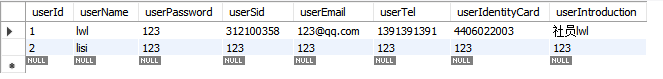 userId userName userPassword userSid userEmail userTel userIdentityCard userIntroduction
1 lwl 123 312100358 123@qq.com 1391391391 4406022003 社员lwl
2 lisi 123 123 123 123 123 123
NULL NULL NULL NULL NULL NULL NULL NULL